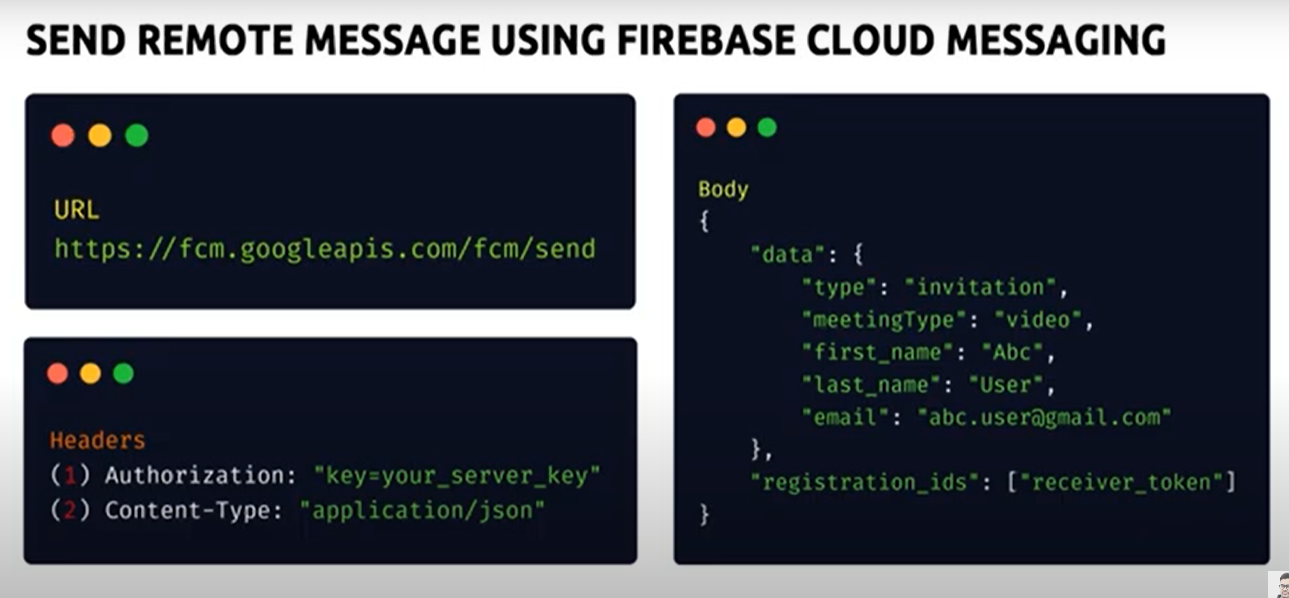 SEND REMOTE MESSAGE USING FIREBASE CLOUD MESSAGING
URL
https://fcm.googleapis.com/fcm/send
Headers
(1) Authorization: "key=your_server_key"
(2) Content-Type: "application/json"
Body
{
"data": {
"type": "invitation",
"meetingType": "video",
"first_name": "Abc",
"last_name": "User",
"email": "abc.user@gmail.com"
},
"registration_ids": ["receiver_token"]
}